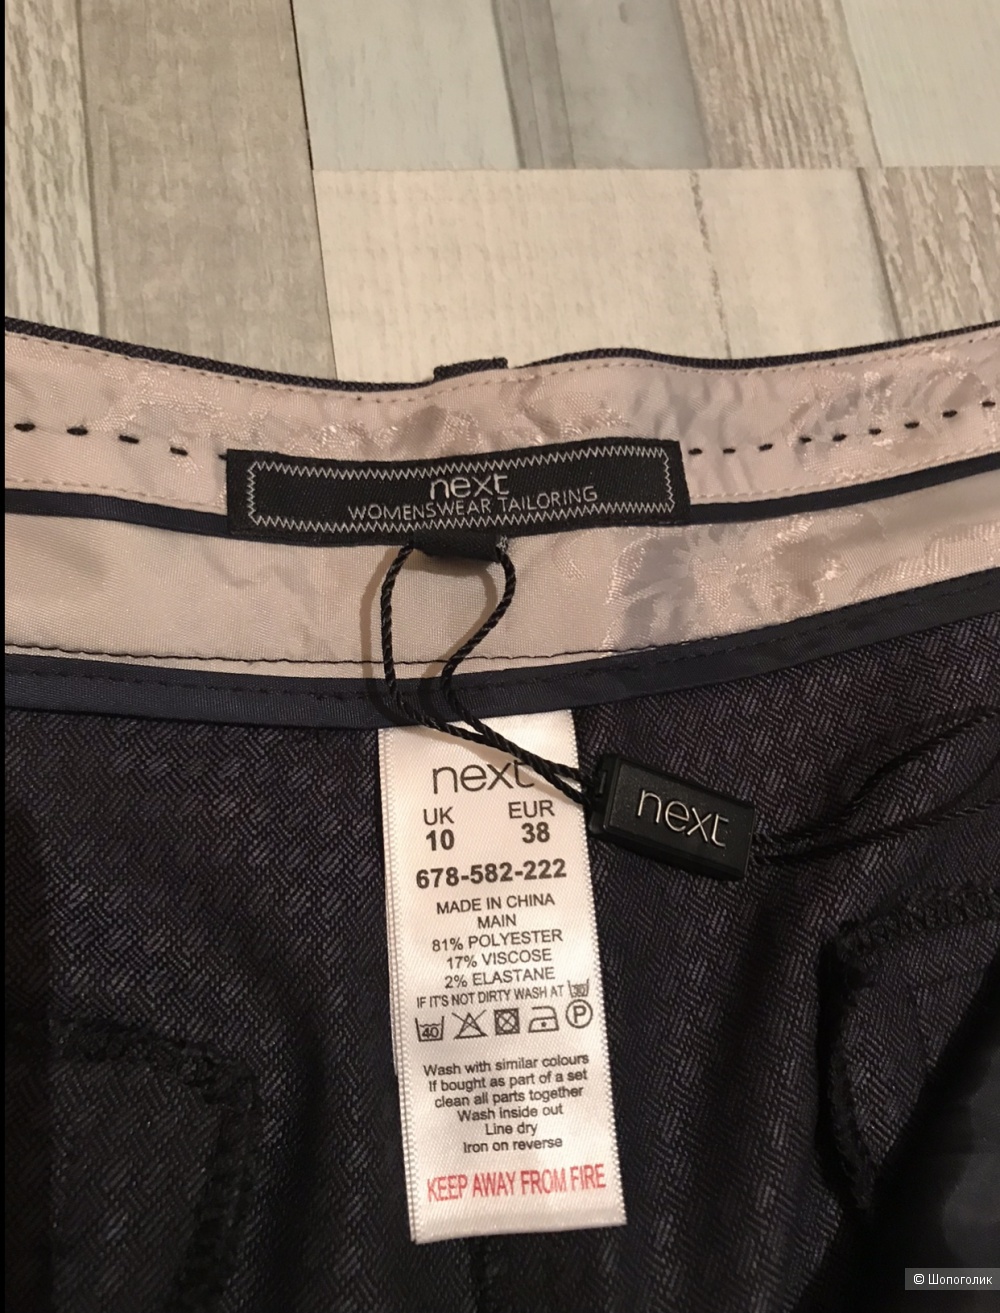 next
WOMENSWEAR TAILORING
next
UK EUR
10 38
678-582-222
next
MADE IN CHINA
MAIN
81% POLYESTER
17% VISCOSE
2% ELASTANE
IF IT'S NOT DIRTY WASH AT 30
40 P
Wash with similar colours
If bought as part of a set
clean all parts together
Wash inside out
Line dry
Iron on reverse
KEEP AWAY FROM FIRE
© Шопоголик